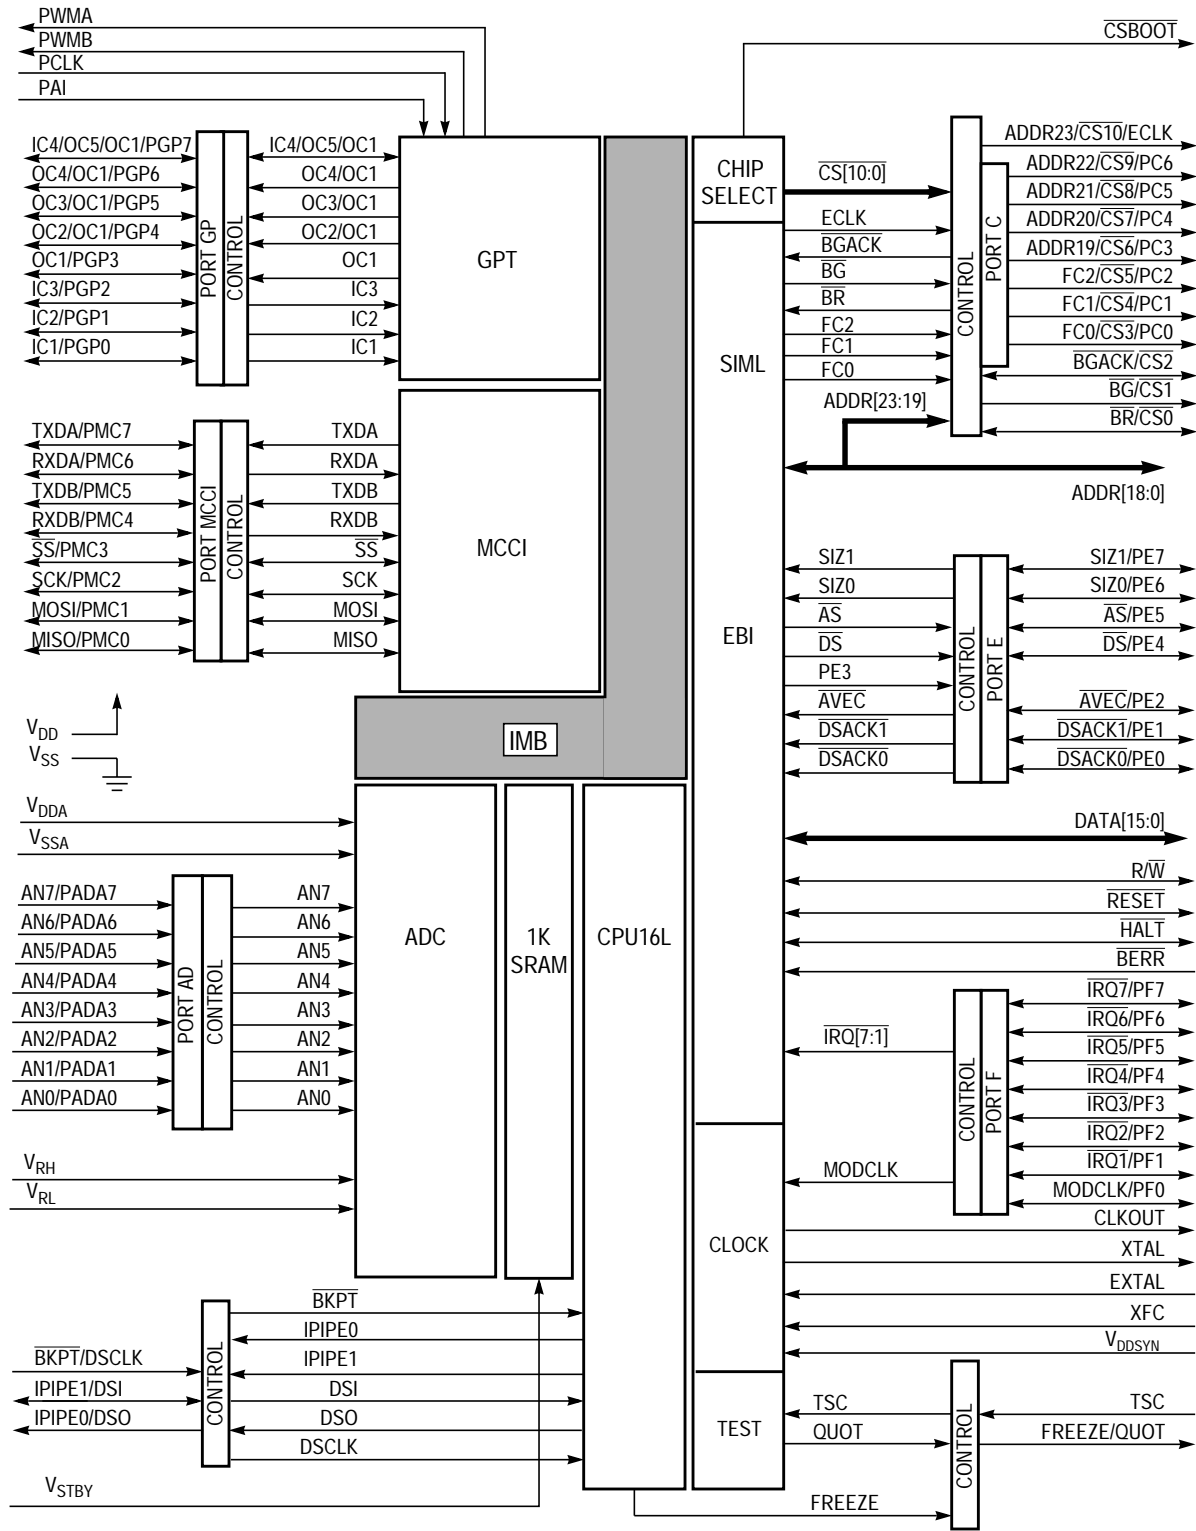 PWMA
PWMB
PCLK
PAI
CSBOOT
IC4/OC5/OC1/PGP7
OC4/OC1/PGP6
OC3/OC1/PGP5
OC2/OC1/PGP4
OC1/PGP3
IC3/PGP2
IC2/PGP1
IC1/PGP0
PORT GP
CONTROL
IC4/OC5/OC1
OC4/OC1
OC3/OC1
OC2/OC1
OC1
IC3
IC2
IC1
GPT
TXDA/PMC7
RXDA/PMC6
TXDB/PMC5
RXDB/PMC4
SS/PMC3
SCK/PMC2
MOSI/PMC1
MISO/PMC0
PORT MCCI
CONTROL
TXDA
RXDA
TXDB
RXDB
SS
SCK
MOSI
MISO
MCCI
IMB
VDD
VSS
VDDA
VSSA
AN7/PADA7
AN6/PADA6
AN5/PADA5
AN4/PADA4
AN3/PADA3
AN2/PADA2
AN1/PADA1
AN0/PADA0
PORT AD
CONTROL
AN7
AN6
AN5
AN4
AN3
AN2
AN1
AN0
ADC
1K
SRAM
CPU16L
VRH
VRL
BKPT/DSCLK
IPIPE1/DSI
IPIPE0/DSO
CONTROL
BKPT
IPIPE0
IPIPE1
DSI
DSO
DSCLK
VSTBY
CHIP
SELECT
SIML
EBI
CLOCK
TEST
CS[10:0]
ECLK
BGACK
BG
BR
FC2
FC1
FC0
ADDR[23:19]
CONTROL
PORT C
ADDR23/CS10/ECLK
ADDR22/CS9/PC6
ADDR21/CS8/PC5
ADDR20/CS7/PC4
ADDR19/CS6/PC3
FC2/CS5/PC2
FC1/CS4/PC1
FC0/CS3/PC0
BGACK/CS2
BG/CS1
BR/CS0
ADDR[18:0]
SIZ1
SIZ0
AS
DS
PE3
AVEC
DSACK1
DSACK0
CONTROL
PORT E
SIZ1/PE7
SIZ0/PE6
AS/PE5
DS/PE4
AVEC/PE2
DSACK1/PE1
DSACK0/PE0
DATA[15:0]
R/W
RESET
HALT
BERR
IRQ[7:1]
MODCLK
CONTROL
PORT F
IRQ7/PF7
IRQ6/PF6
IRQ5/PF5
IRQ4/PF4
IRQ3/PF3
IRQ2/PF2
IRQ1/PF1
MODCLK/PF0
CLKOUT
XTAL
EXTAL
XFC
VDDSYN
TSC
QUOT
FREEZE
CONTROL
TSC
FREEZE/QUOT